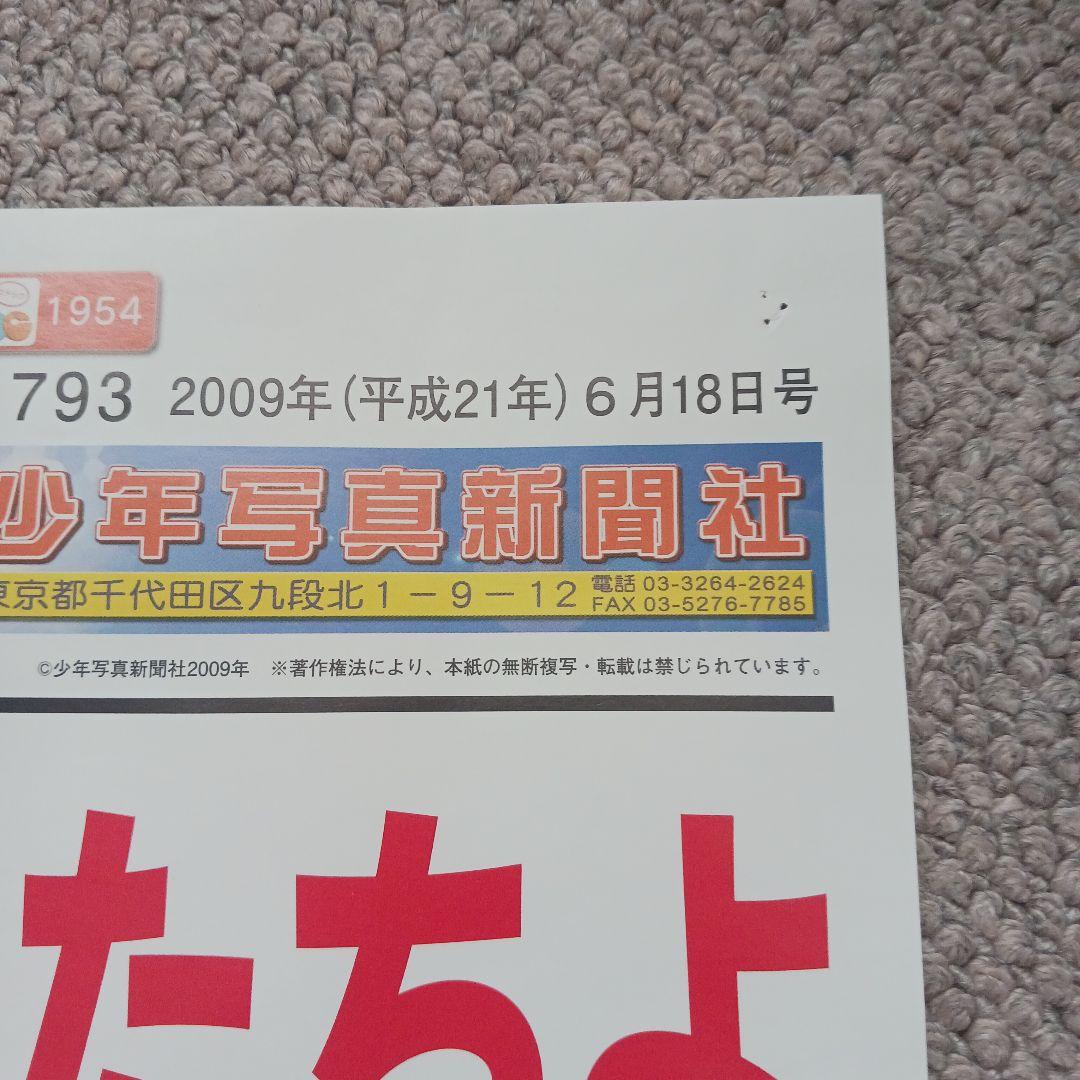 1954
793 2009年(平成21年)６月18日号
少年写真新聞社
東京都千代田区九段北１－９－12 電話 03-3264-2624
FAX 03-5276-7785
©少年写真新聞社2009年 ※著作権法により、本紙の無断複写・転載は禁じられています。
たちよ